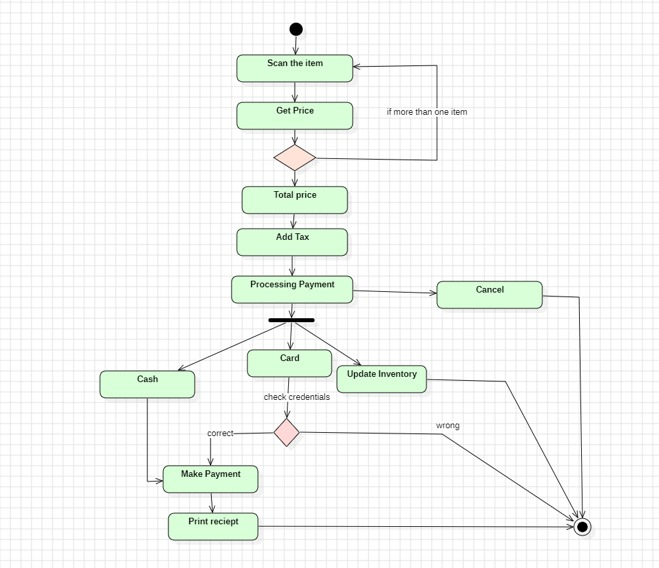 Scan the item
Get Price
if more than one item
Total price
Add Tax
Processing Payment
Cancel
Cash
Card
Update Inventory
check credentials
correct
wrong
Make Payment
Print reciept